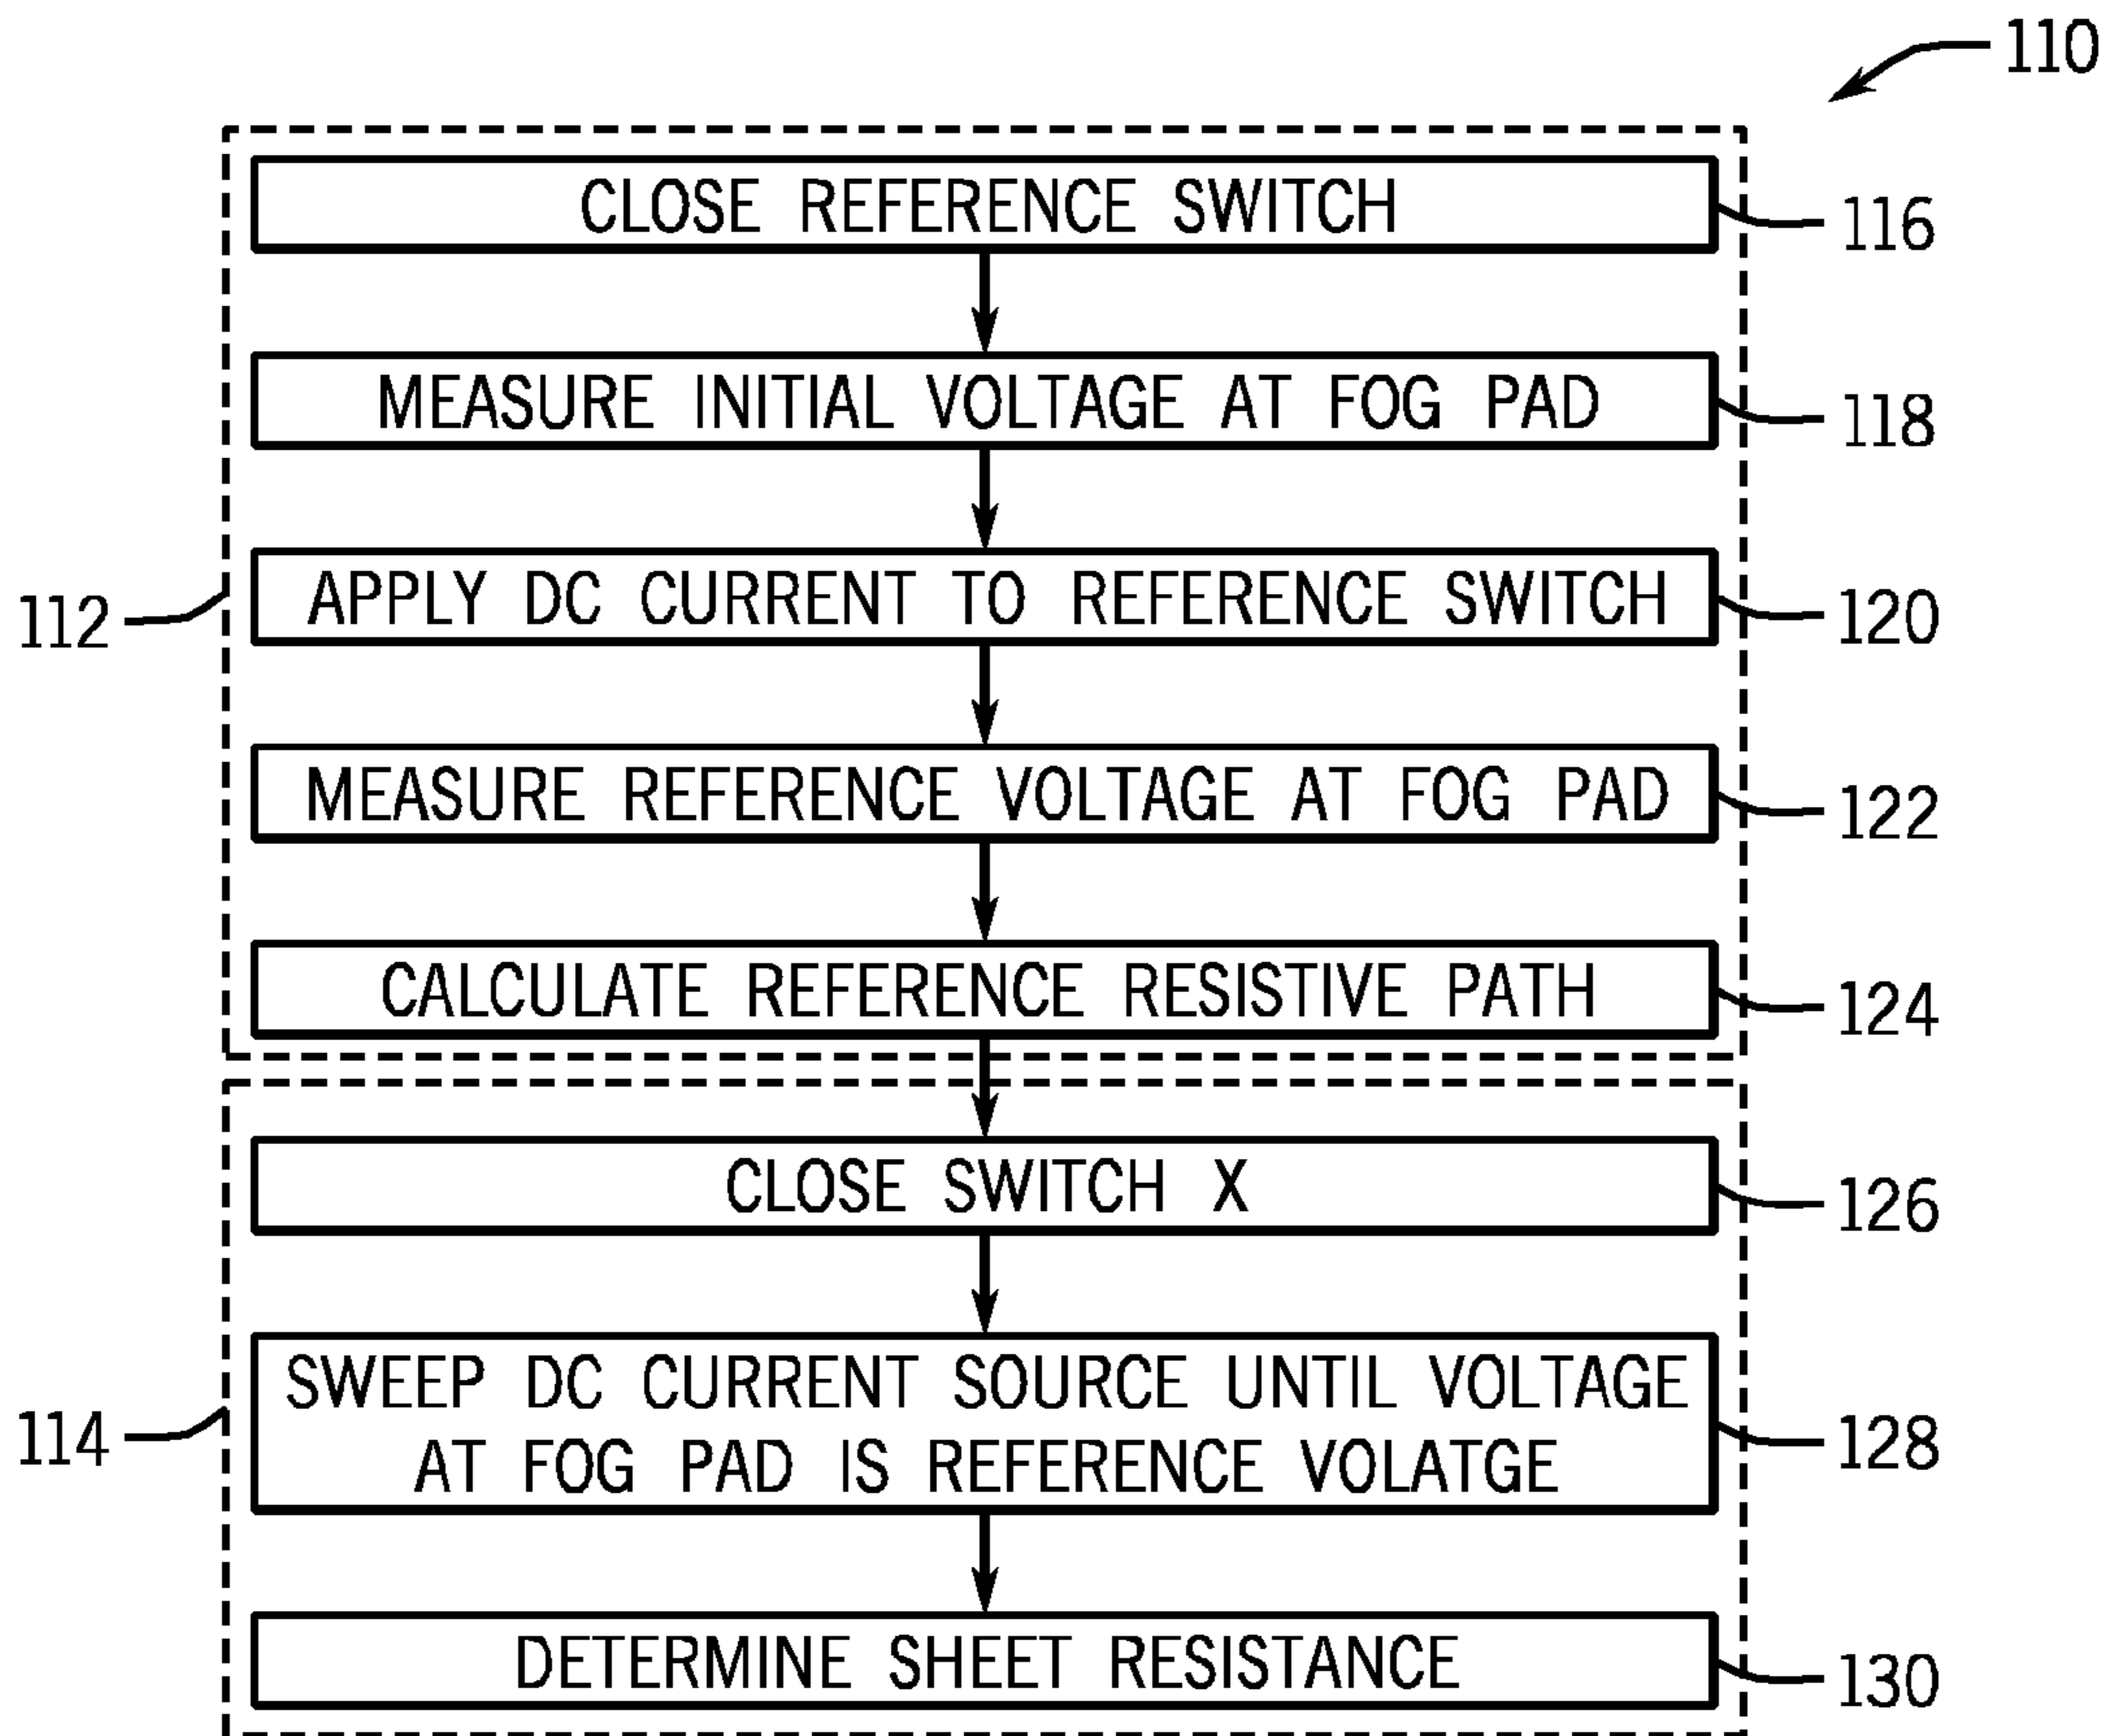 110
CLOSE REFERENCE SWITCH
116
MEASURE INITIAL VOLTAGE AT FOG PAD
118
APPLY DC CURRENT TO REFERENCE SWITCH
120
112
MEASURE REFERENCE VOLTAGE AT FOG PAD
122
CALCULATE REFERENCE RESISTIVE PATH
124
CLOSE SWITCH X
126
SWEEP DC CURRENT SOURCE UNTIL VOLTAGE
AT FOG PAD IS REFERENCE VOLATGE
128
114
DETERMINE SHEET RESISTANCE
130